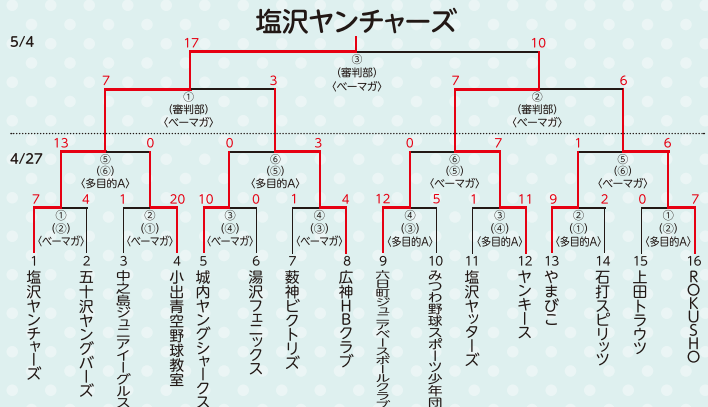 塩沢ヤンチャーズ
5/4
17 10
③
(審判部)
〈ベーマガ〉
7 3 7 6
① ②
(審判部) (審判部)
〈ベーマガ〉 〈ベーマガ〉
4/27
13 0 0 3 0 7 1 6
⑤ ⑥ ⑥ ⑤
(⑥) (⑤) (⑤) (⑥)
〈多目的A〉 〈多目的A〉 〈ベーマガ〉 〈ベーマガ〉
7 4 1 20 10 0 1 4 12 5 1 11 9 2 0 7
① ② ③ ④ ④ ③ ② ①
(②) (①) (④) (③) (③) (④) (①) (②)
〈ベーマガ〉 〈ベーマガ〉 〈ベーマガ〉 〈ベーマガ〉 〈多目的A〉 〈多目的A〉 〈多目的A〉 〈多目的A〉
1 塩沢ヤンチャーズ
2 五十沢ヤングバーズ
3 中之島ジュニアイーグルス
4 小出青空野球教室
5 城内ヤングシャークス
6 湯沢フェニックス
7 薮神ビクトリズ
8 広神HBクラブ
9 六日町ジュニアベースボールクラブ
10 みつわ野球スポーツ少年団
11 塩沢ヤッターズ
12 ヤンキース
13 やまびこ
14 石打スピリッツ
15 上田トラウツ
16 ROKUSHO